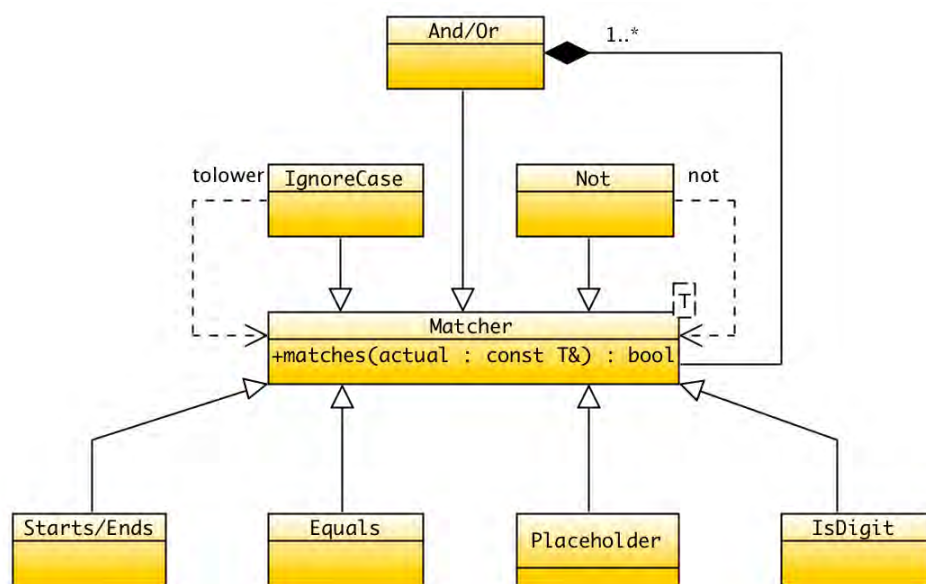 And/Or
1..*
tolower
IgnoreCase
Not
not
T
Matcher
+matches(actual : const T&) : bool
Starts/Ends
Equals
Placeholder
IsDigit